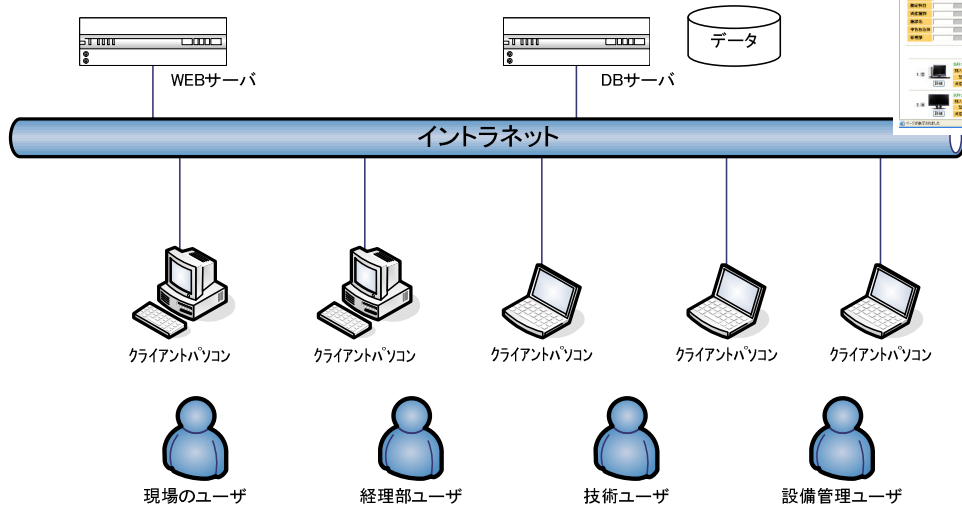 データ
WEBサーバ
DBサーバ
イントラネット
クライアントパソコン
クライアントパソコン
クライアントパソコン
クライアントパソコン
クライアントパソコン
現場のユーザ
経理部ユーザ
技術ユーザ
設備管理ユーザ